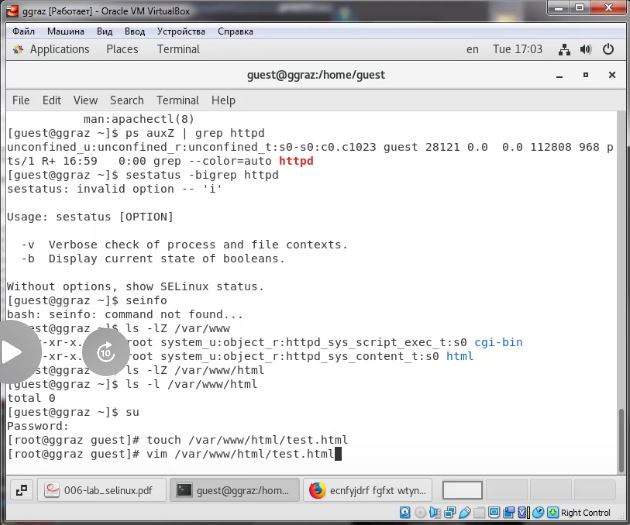 ggraz [Работает] - Oracle VM VirtualBox
Файл Машина Вид Ввод Устройства Справка
Applications Places Terminal en Tue 17:03
guest@ggraz:/home/guest
File Edit View Search Terminal Help
man:apachectl(8)
[guest@ggraz ~]$ ps auxZ | grep httpd
unconfined_u:unconfined_r:unconfined_t:s0-s0:c0.c1023 guest 28121 0.0 0.0 112808 968 p
ts/1 R+ 16:59 0:00 grep --color=auto httpd
[guest@ggraz ~]$ sestatus -bigrep httpd
sestatus: invalid option -- 'i'
Usage: sestatus [OPTION]
-v Verbose check of process and file contexts.
-b Display current state of booleans.
Without options, show SELinux status.
[guest@ggraz ~]$ seinfo
bash: seinfo: command not found...
guest@ggraz ~]$ ls -lZ /var/www
-xr-x. root system_u:object_r:httpd_sys_script_exec_t:s0 cgi-bin
-xr-x. root system_u:object_r:httpd_sys_content_t:s0 html
ggraz ~]$ ls -lZ /var/www/html
[guest@ggraz ~]$ ls -l /var/www/html
total 0
[guest@ggraz ~]$ su
Password:
[root@ggraz guest]# touch /var/www/html/test.html
[root@ggraz guest]# vim /var/www/html/test.html
10
006-lab_selinux.pdf guest@ggraz:/hom... ecnfyjdrf fgfxt wtyn...
Right Control